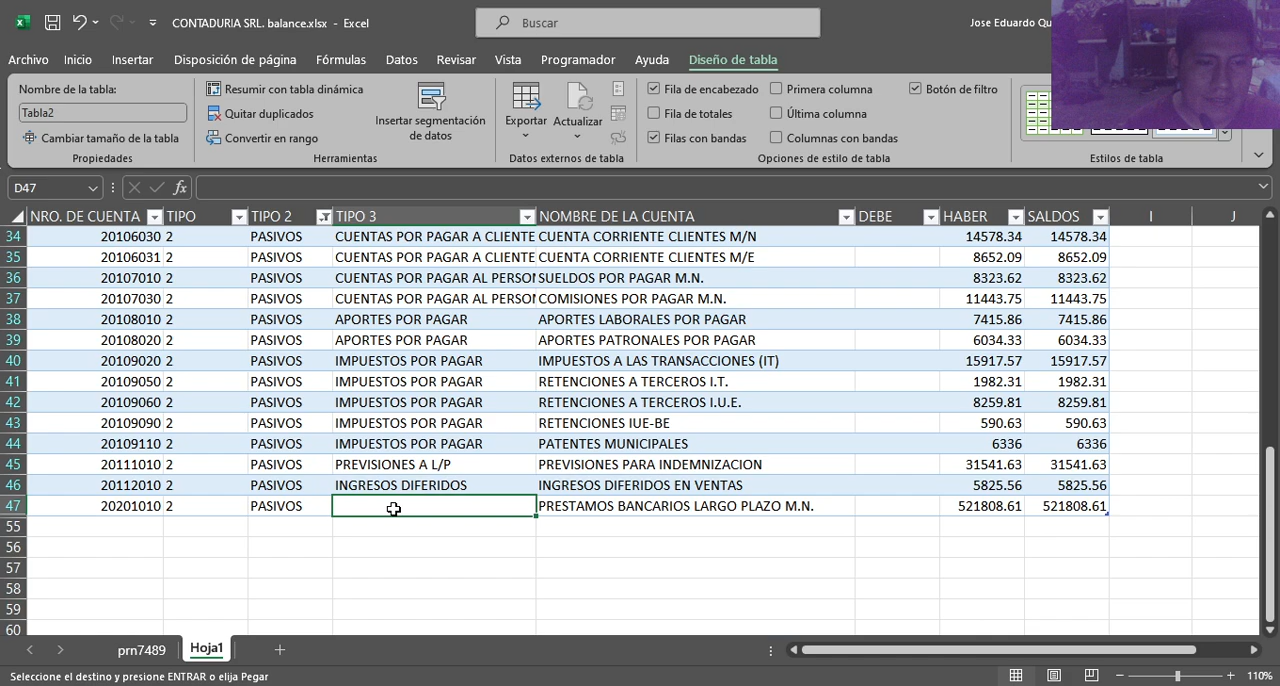 CONTADURIA SRL. balance.xlsx - Excel
Buscar
Jose Eduardo Qu
Archivo Inicio Insertar Disposición de página Fórmulas Datos Revisar Vista Programador Ayuda Diseño de tabla
Nombre de la tabla:
Tabla2
Cambiar tamaño de la tabla
Propiedades
Resumir con tabla dinámica
Quitar duplicados
Convertir en rango
Insertar segmentación
de datos
Herramientas
Exportar
Actualizar
Datos externos de tabla
Fila de encabezado
Fila de totales
Filas con bandas
Primera columna
Última columna
Columnas con bandas
Botón de filtro
Opciones de estilo de tabla
Estilos de tabla
D47
fx
NRO. DE CUENTA TIPO TIPO 2 TIPO 3 NOMBRE DE LA CUENTA DEBE HABER SALDOS I J
34 20106030 2 PASIVOS CUENTAS POR PAGAR A CLIENTE CUENTA CORRIENTE CLIENTES M/N 14578.34 14578.34
35 20106031 2 PASIVOS CUENTAS POR PAGAR A CLIENTE CUENTA CORRIENTE CLIENTES M/E 8652.09 8652.09
36 20107010 2 PASIVOS CUENTAS POR PAGAR AL PERSON SUELDOS POR PAGAR M.N. 8323.62 8323.62
37 20107030 2 PASIVOS CUENTAS POR PAGAR AL PERSON COMISIONES POR PAGAR M.N. 11443.75 11443.75
38 20108010 2 PASIVOS APORTES POR PAGAR APORTES LABORALES POR PAGAR 7415.86 7415.86
39 20108020 2 PASIVOS APORTES POR PAGAR APORTES PATRONALES POR PAGAR 6034.33 6034.33
40 20109020 2 PASIVOS IMPUESTOS POR PAGAR IMPUESTOS A LAS TRANSACCIONES (IT) 15917.57 15917.57
41 20109050 2 PASIVOS IMPUESTOS POR PAGAR RETENCIONES A TERCEROS I.T. 1982.31 1982.31
42 20109060 2 PASIVOS IMPUESTOS POR PAGAR RETENCIONES A TERCEROS I.U.E. 8259.81 8259.81
43 20109090 2 PASIVOS IMPUESTOS POR PAGAR RETENCIONES IUE-BE 590.63 590.63
44 20109110 2 PASIVOS IMPUESTOS POR PAGAR PATENTES MUNICIPALES 6336 6336
45 20111010 2 PASIVOS PREVISIONES A L/P PREVISIONES PARA INDEMNIZACION 31541.63 31541.63
46 20112010 2 PASIVOS INGRESOS DIFERIDOS INGRESOS DIFERIDOS EN VENTAS 5825.56 5825.56
47 20201010 2 PASIVOS PRESTAMOS BANCARIOS LARGO PLAZO M.N. 521808.61 521808.61
55
56
57
58
59
60
prn7489 Hoja1
Seleccione el destino y presione ENTRAR o elija Pegar
110%